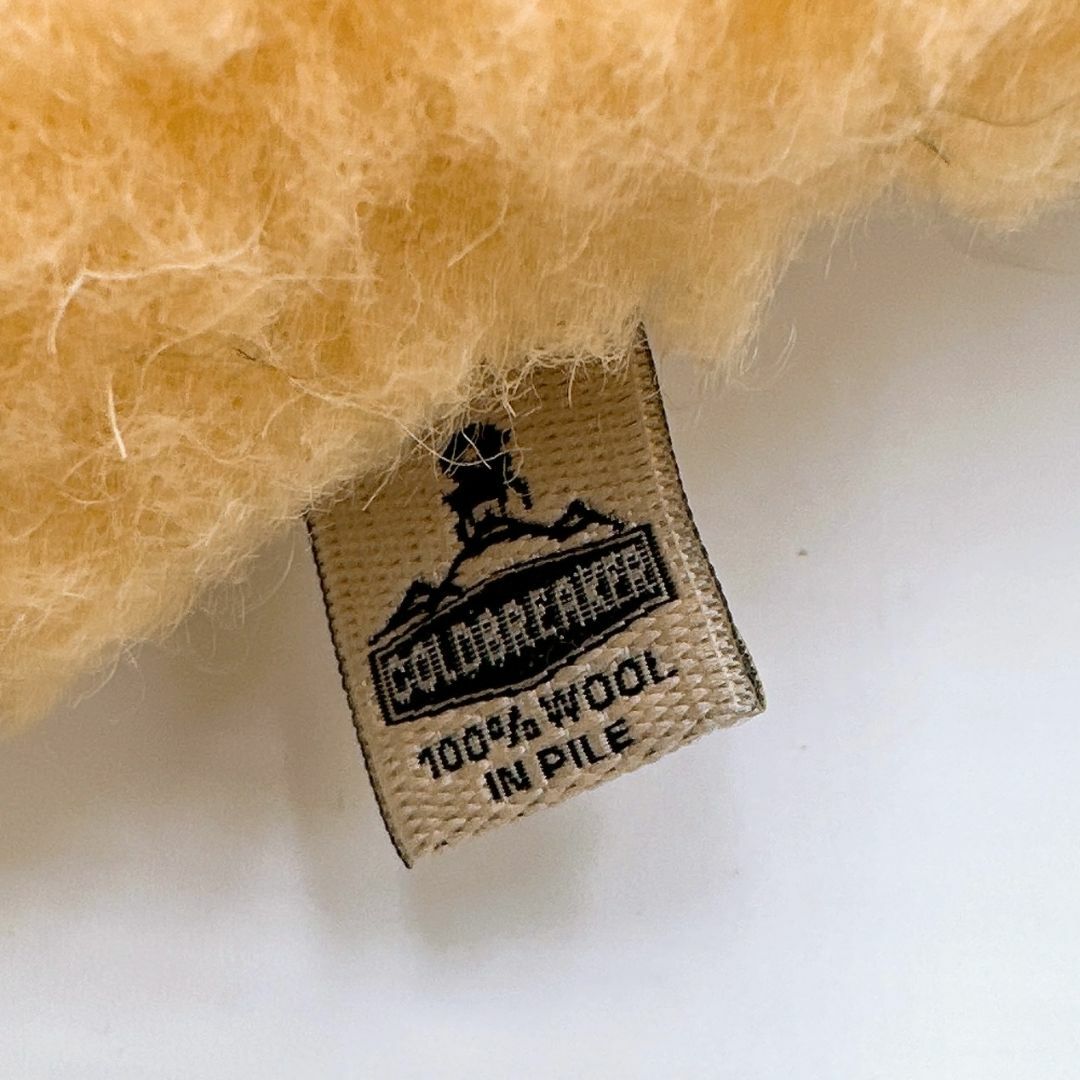 COLDBREAKER
100% WOOL
IN PILE